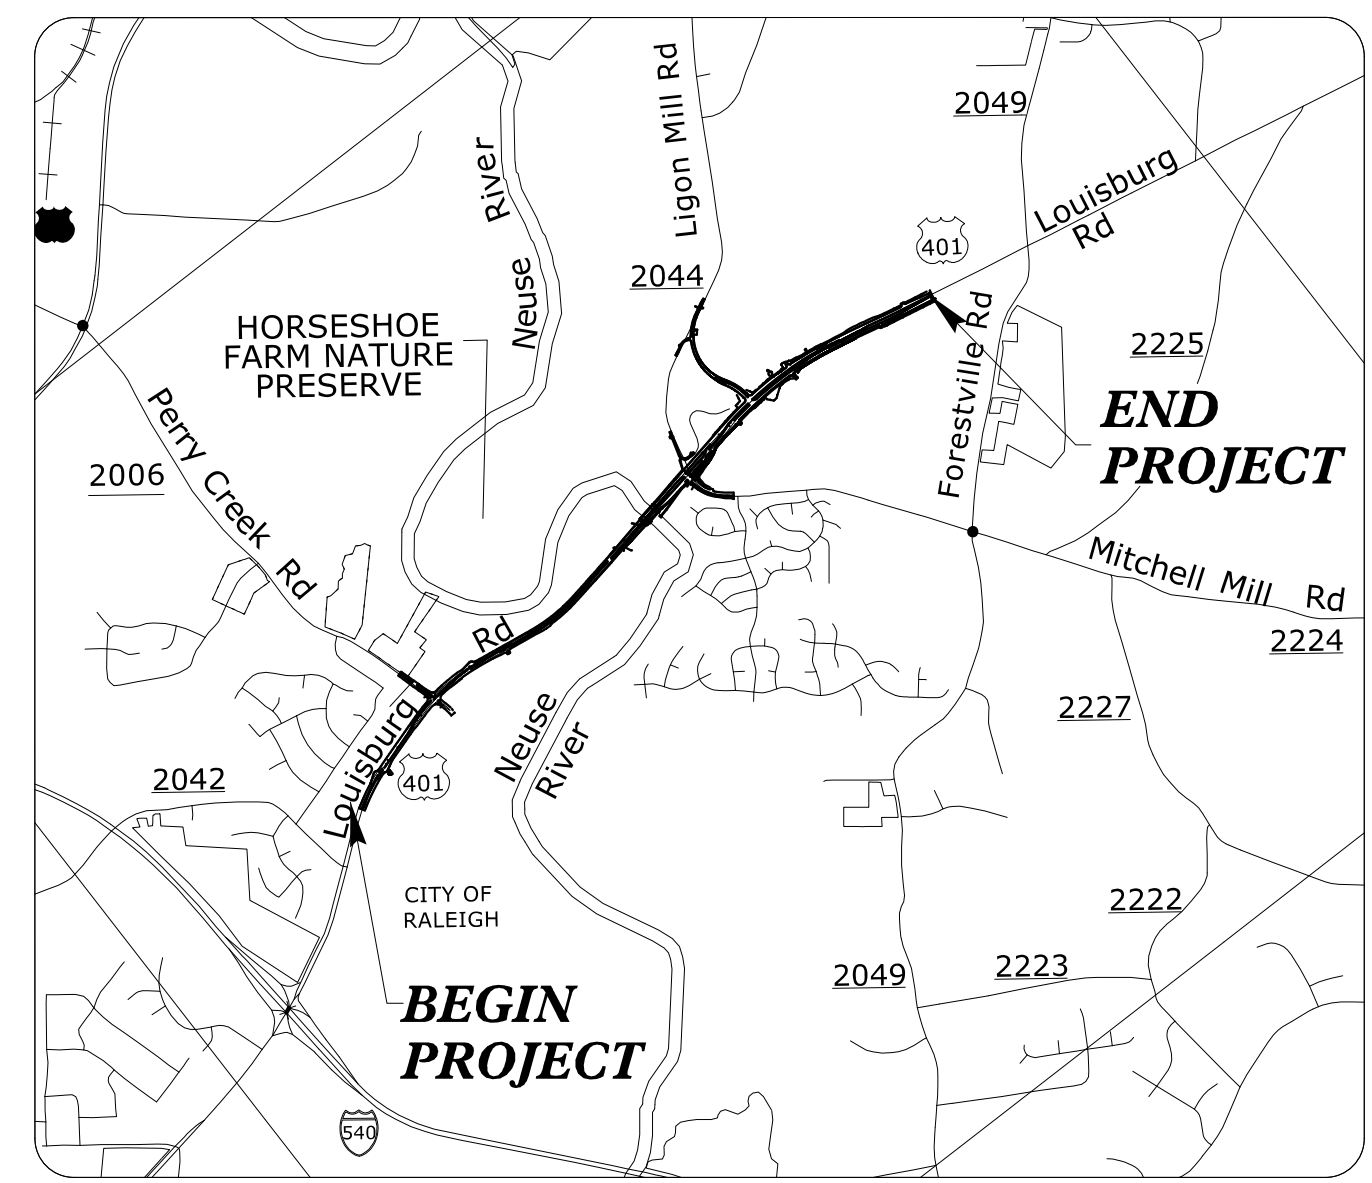 Ligon Mill Rd
2049
Neuse River
Louisburg
Rd
401
2044
HORSESHOE
FARM NATURE
PRESERVE
Forestville Rd
2225
END
PROJECT
Perry Creek Rd
2006
Mitchell Mill Rd
2224
Rd
Louisburg
Neuse
River
2227
401
2042
CITY OF
RALEIGH
2222
2223
2049
BEGIN
PROJECT
540